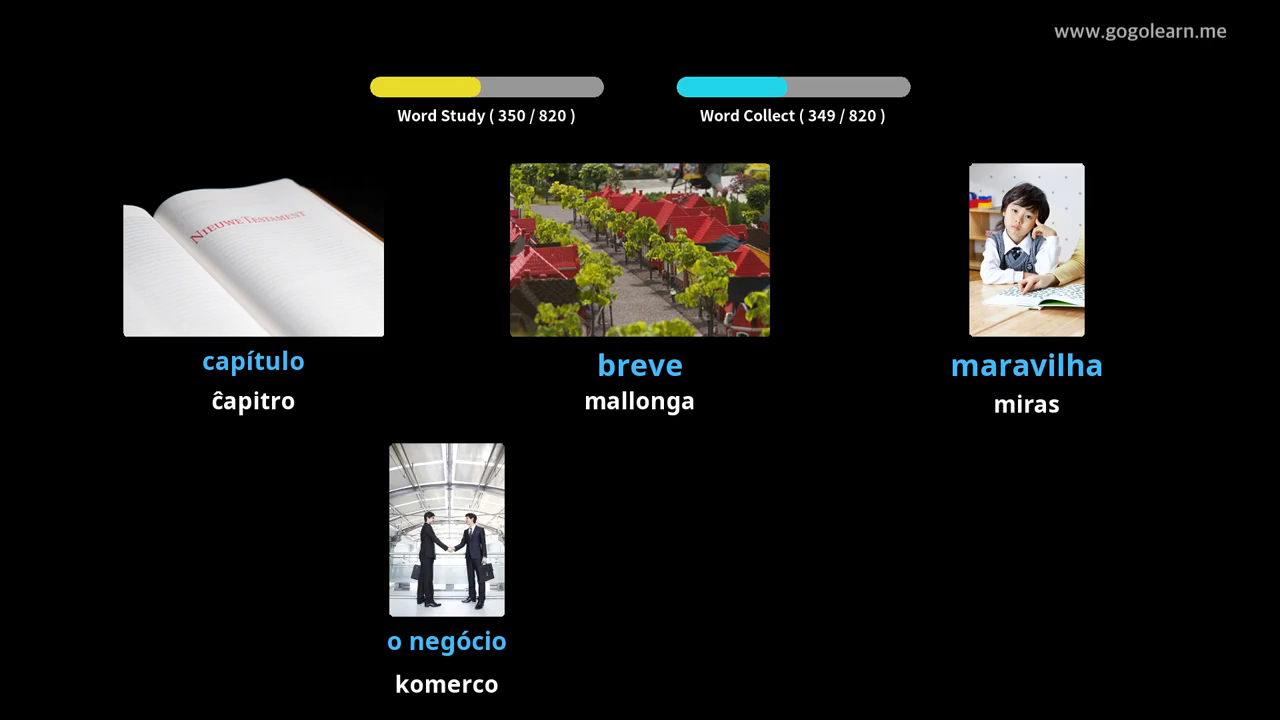 www.gogolearn.me
Word Study ( 350 / 820 )
Word Collect ( 349 / 820 )
NIEUWE TESTAMENT
capítulo
ĉapitro
breve
mallonga
maravilha
miras
o negócio
komerco